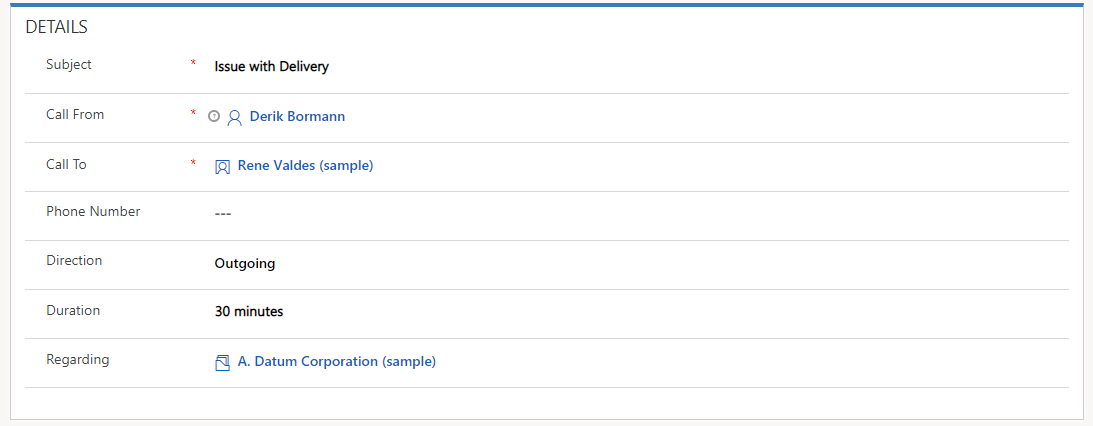 DETAILS
Subject * Issue with Delivery
Call From * Derik Bormann
Call To * Rene Valdes (sample)
Phone Number ---
Direction Outgoing
Duration 30 minutes
Regarding A. Datum Corporation (sample)